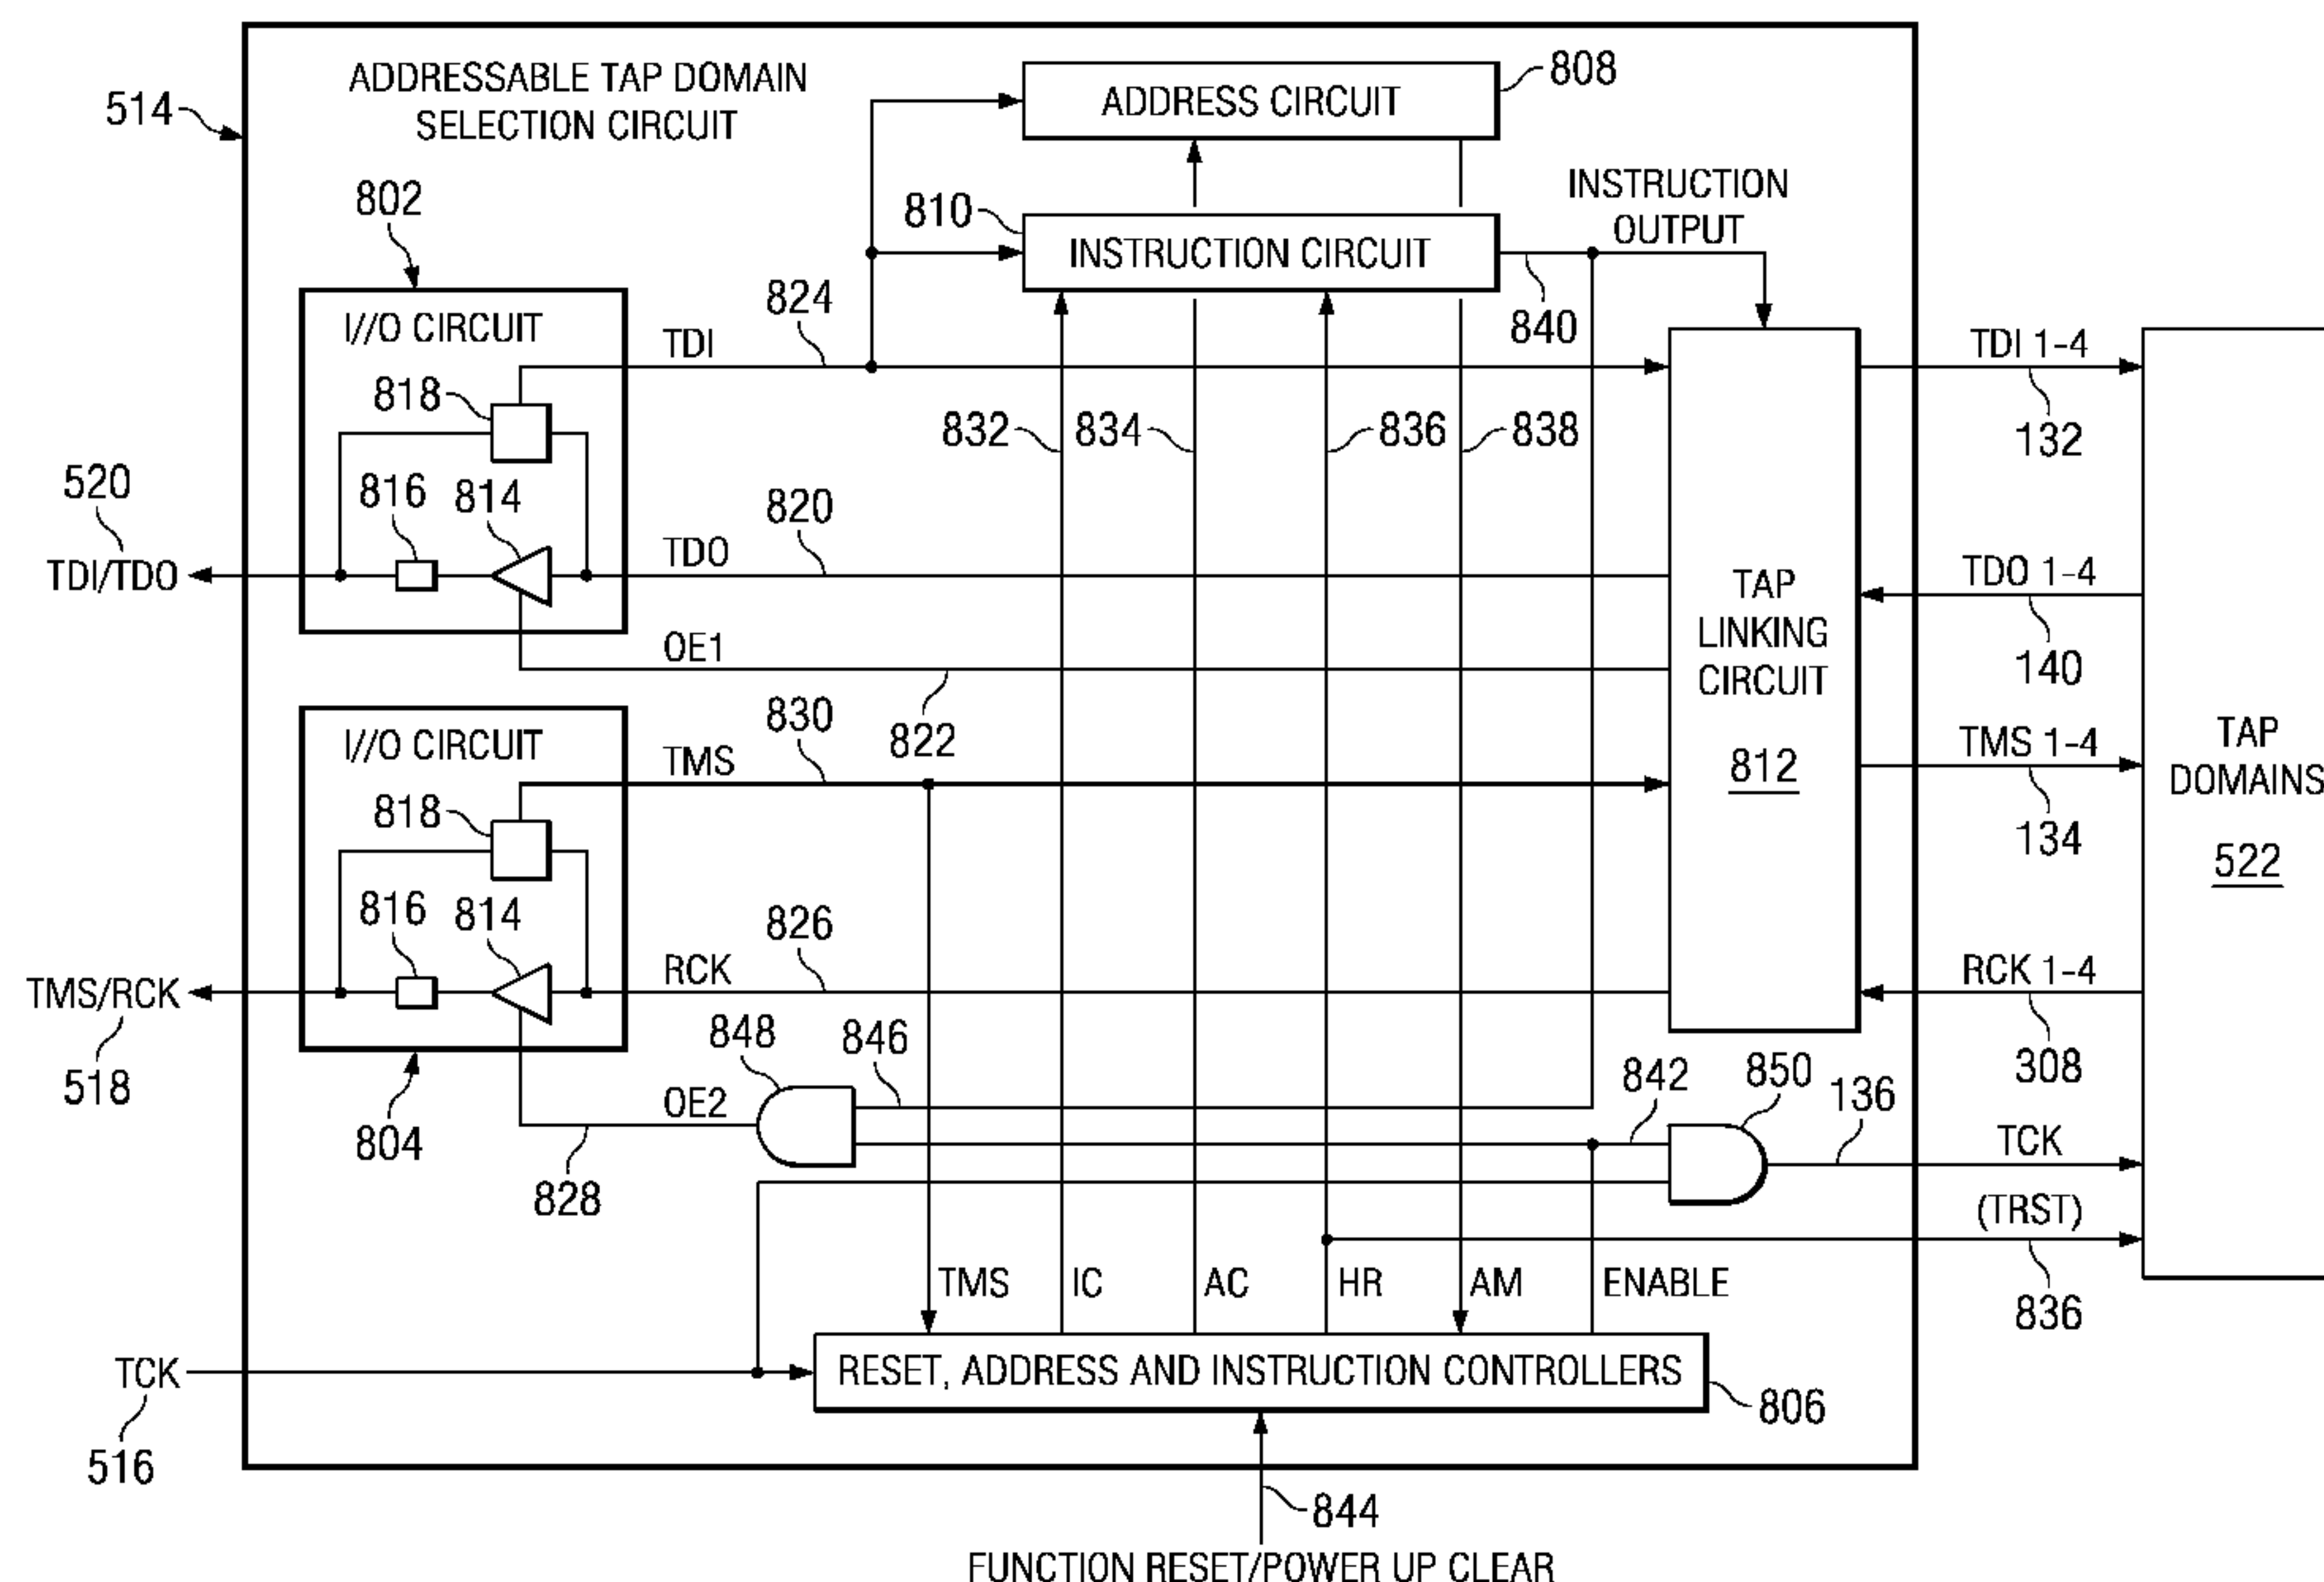 ADDRESSABLE TAP DOMAIN
SELECTION CIRCUIT
514
808
ADDRESS CIRCUIT
802
810
INSTRUCTION CIRCUIT
INSTRUCTION
OUTPUT
840
I//O CIRCUIT
824
TDI
818
832
834
836
838
TDI 1-4
132
520
TDI/TDO
816
814
820
TDO
OE1
822
TAP
LINKING
CIRCUIT
812
TDO 1-4
140
I//O CIRCUIT
830
TMS
818
TMS 1-4
134
TAP
DOMAINS
522
816
814
826
RCK
TMS/RCK
518
RCK 1-4
308
804
848
846
OE2
828
842
850
136
TCK
(TRST)
836
TMS
IC
AC
HR
AM
ENABLE
TCK
516
RESET, ADDRESS AND INSTRUCTION CONTROLLERS
806
844
FUNCTION RESET/POWER UP CLEAR